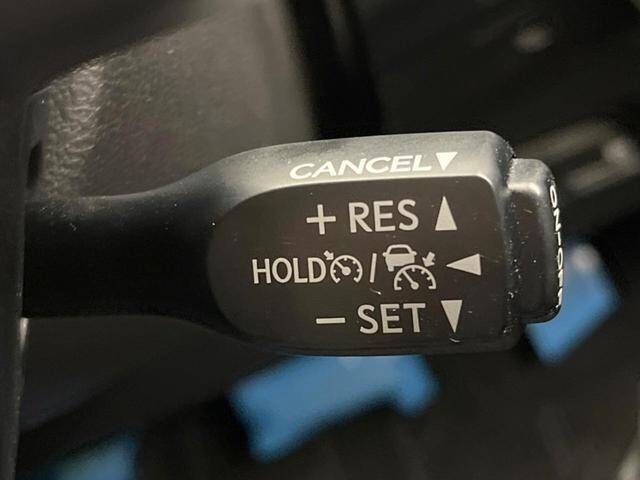 CANCEL▼
+ RES ▲
HOLD / ◀
− SET ▼
ON·OFF